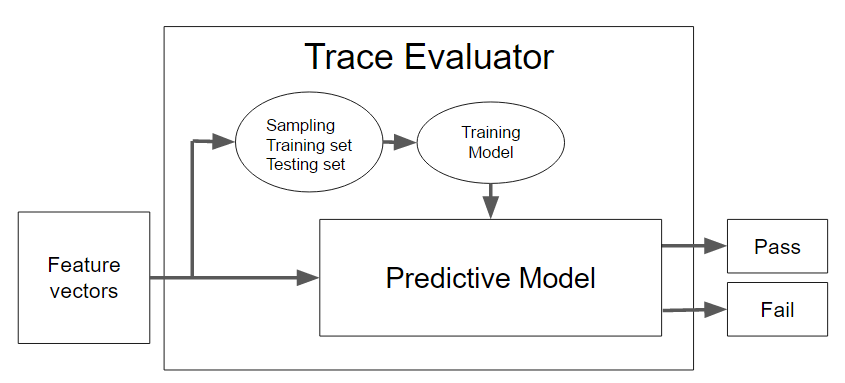 Trace Evaluator
Sampling
Training set
Testing set
Training
Model
Feature
vectors
Predictive Model
Pass
Fail